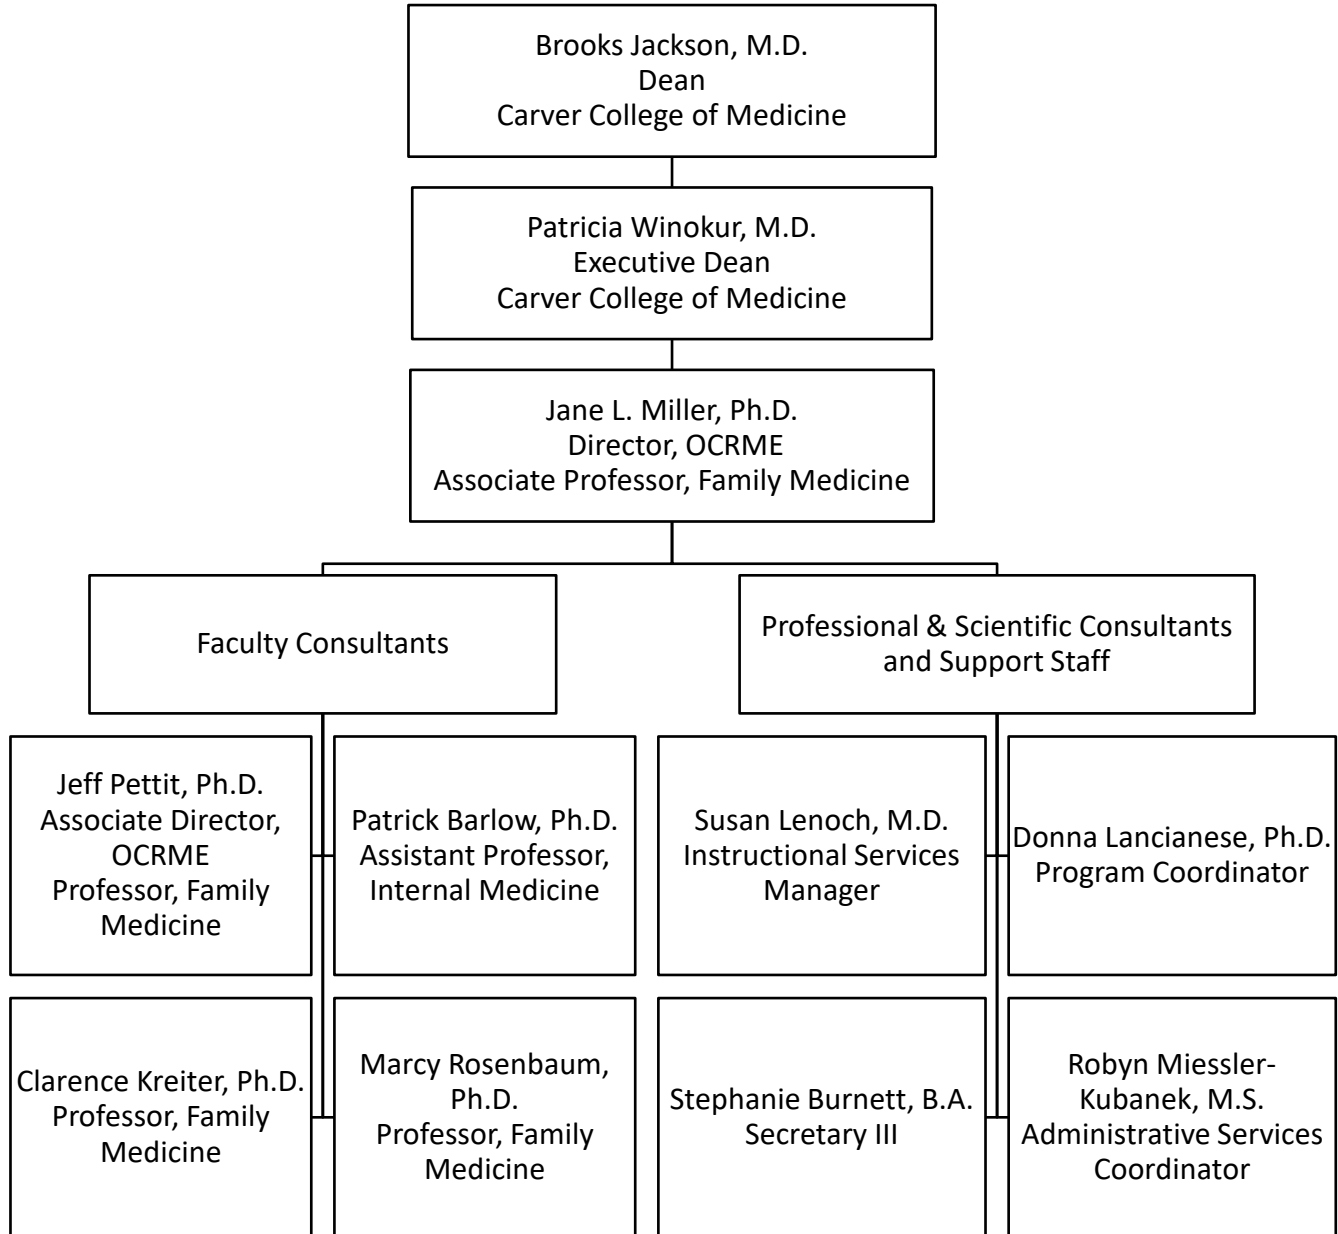 Brooks Jackson, M.D.
Dean
Carver College of Medicine
Patricia Winokur, M.D.
Executive Dean
Carver College of Medicine
Jane L. Miller, Ph.D.
Director, OCRME
Associate Professor, Family Medicine
Faculty Consultants
Professional & Scientific Consultants
and Support Staff
Jeff Pettit, Ph.D.
Associate Director,
OCRME
Professor, Family
Medicine
Patrick Barlow, Ph.D.
Assistant Professor,
Internal Medicine
Susan Lenoch, M.D.
Instructional Services
Manager
Donna Lancianese, Ph.D.
Program Coordinator
Clarence Kreiter, Ph.D.
Professor, Family
Medicine
Marcy Rosenbaum,
Ph.D.
Professor, Family
Medicine
Stephanie Burnett, B.A.
Secretary III
Robyn Miessler-
Kubanek, M.S.
Administrative Services
Coordinator